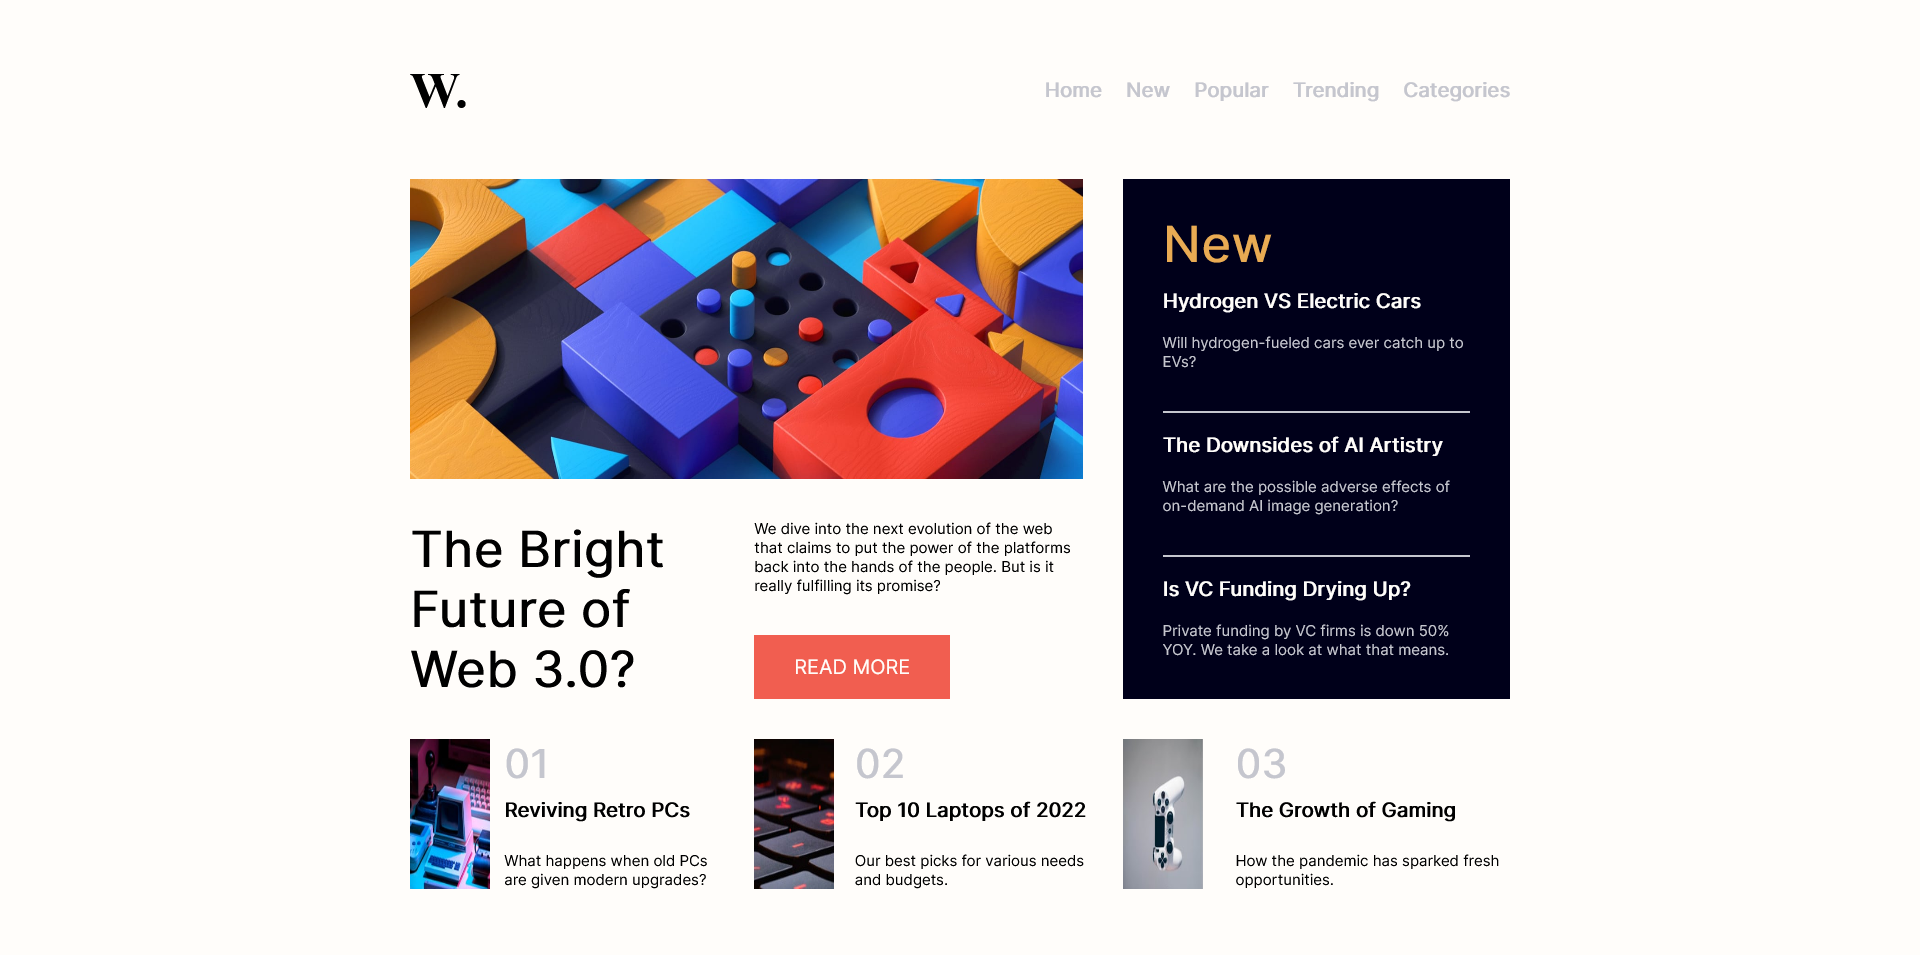 W.
Home New Popular Trending Categories
The Bright
Future of
Web 3.0?
We dive into the next evolution of the web
that claims to put the power of the platforms
back into the hands of the people. But is it
really fulfilling its promise?
READ MORE
New
Hydrogen VS Electric Cars
Will hydrogen-fueled cars ever catch up to
EVs?
The Downsides of AI Artistry
What are the possible adverse effects of
on-demand AI image generation?
Is VC Funding Drying Up?
Private funding by VC firms is down 50%
YOY. We take a look at what that means.
01
Reviving Retro PCs
What happens when old PCs
are given modern upgrades?
02
Top 10 Laptops of 2022
Our best picks for various needs
and budgets.
03
The Growth of Gaming
How the pandemic has sparked fresh
opportunities.